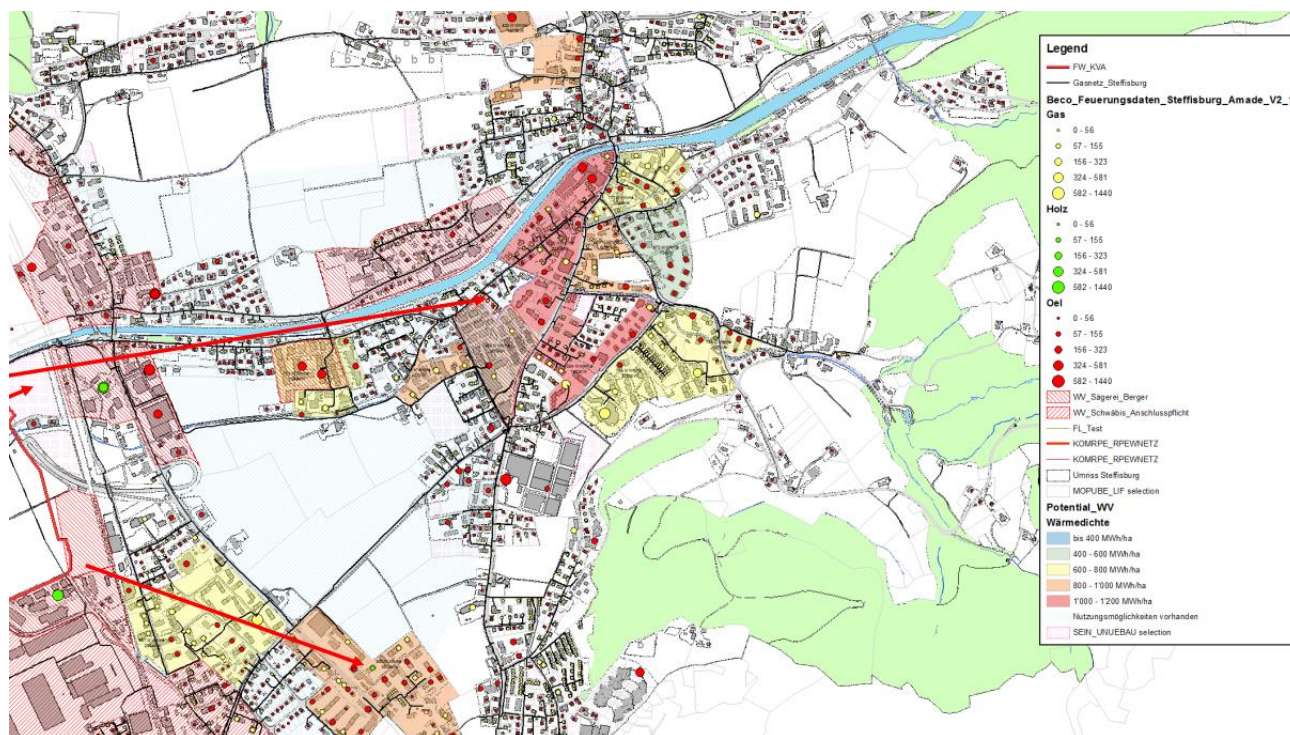 Legend
FW_KVA
Gasnetz_Steffisburg
Beco_Feuerungsdaten_Steffisburg_Amade_V2_
Gas
0 - 56
57 - 155
156 - 323
324 - 581
582 - 1440
Holz
0 - 56
57 - 155
156 - 323
324 - 581
582 - 1440
Oel
0 - 56
57 - 155
156 - 323
324 - 581
582 - 1440
WV_Sägerei_Berger
WV_Schwäbis_Anschlusspflicht
FL_Test
KOMRPE_RPEWNETZ
KOMRPE_RPEWNETZ
Umriss Steffisburg
MOPUBE_LIF selection
Potential_WV
Wärmedichte
bis 400 MWh/ha
400 - 600 MWh/ha
600 - 800 MWh/ha
800 - 1'000 MWh/ha
1'000 - 1'200 MWh/ha
Nutzungsmöglichkeiten vorhanden
SEIN_UNUEBAU selection